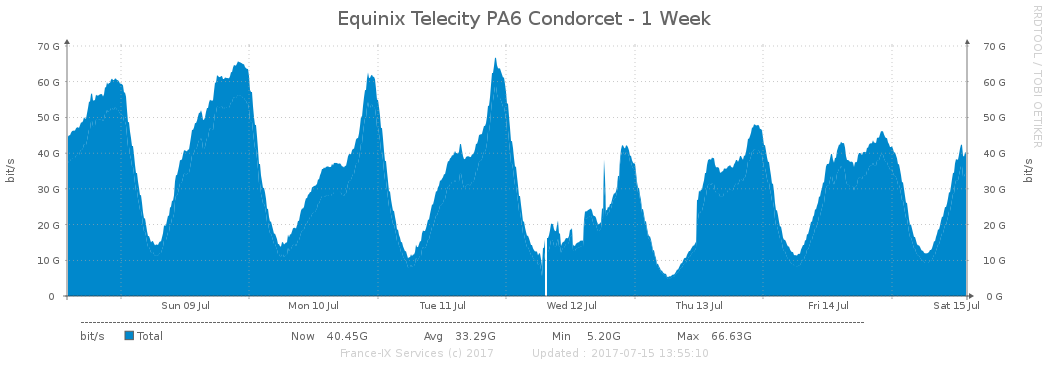 Equinix Telecity PA6 Condorcet - 1 Week
RRDTOOL / TOBI OETIKER
70 G 70 G
60 G 60 G
50 G 50 G
40 G 40 G
30 G 30 G
20 G 20 G
10 G 10 G
0 0 G
bit/s bit/s
Sun 09 Jul Mon 10 Jul Tue 11 Jul Wed 12 Jul Thu 13 Jul Fri 14 Jul Sat 15 Jul
bit/s Total Now 40.45G Avg 33.29G Min 5.20G Max 66.63G
France-IX Services (c) 2017 Updated : 2017-07-15 13:55:10